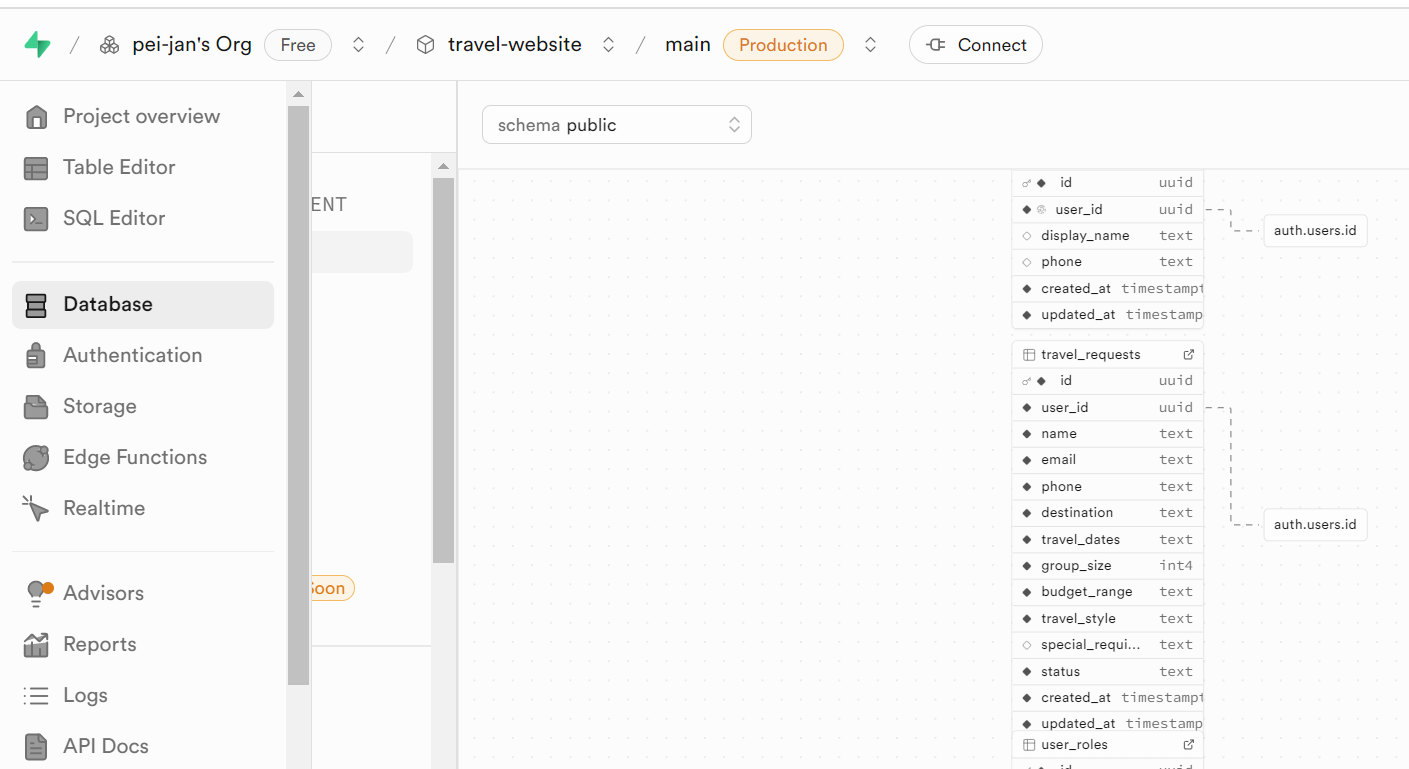 / pei-jan's Org Free / travel-website / main Production Connect
Project overview
Table Editor
SQL Editor
Database
Authentication
Storage
Edge Functions
Realtime
Advisors
Reports
Logs
API Docs
ENT
Soon
schema public
id uuid
user_id uuid
display_name text
phone text
created_at timestampt
updated_at timestamp
auth.users.id
travel_requests
id uuid
user_id uuid
name text
email text
phone text
destination text
travel_dates text
group_size int4
budget_range text
travel_style text
special_requi... text
status text
created_at timestampt
updated_at timestamp
auth.users.id
user_roles
id uuid